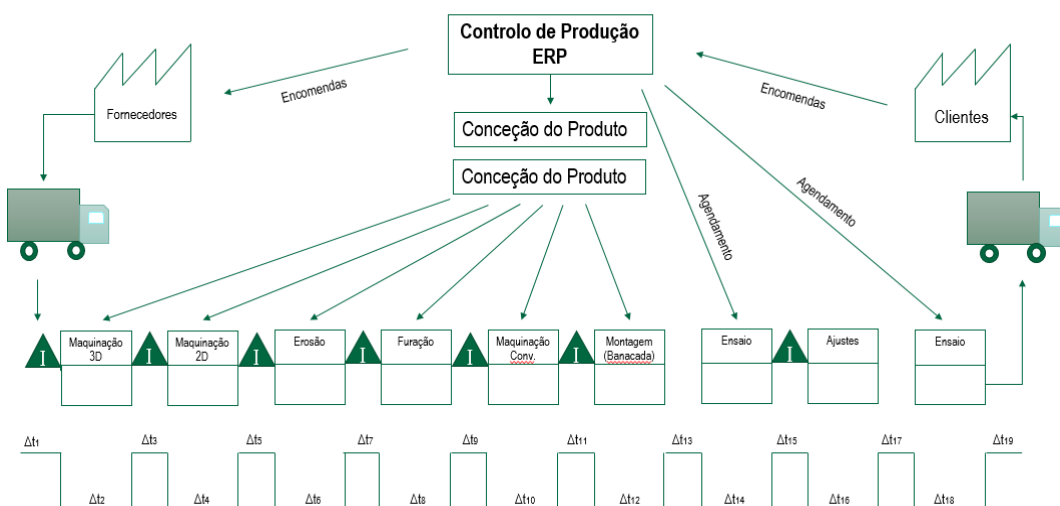 Controlo de Produção
ERP
Encomendas
Encomendas
Fornecedores
Clientes
Conceção do Produto
Conceção do Produto
Agendamento
Agendamento
I
Maquinação
3D
I
Maquinação
2D
I
Erosão
I
Furação
I
Maquinação
Conv.
I
Montagem
(Banacada)
Ensaio
I
Ajustes
Ensaio
Δt1
Δt3
Δt5
Δt7
Δt9
Δt11
Δt13
Δt15
Δt17
Δt19
Δt2
Δt4
Δt6
Δt8
Δt10
Δt12
Δt14
Δt16
Δt18